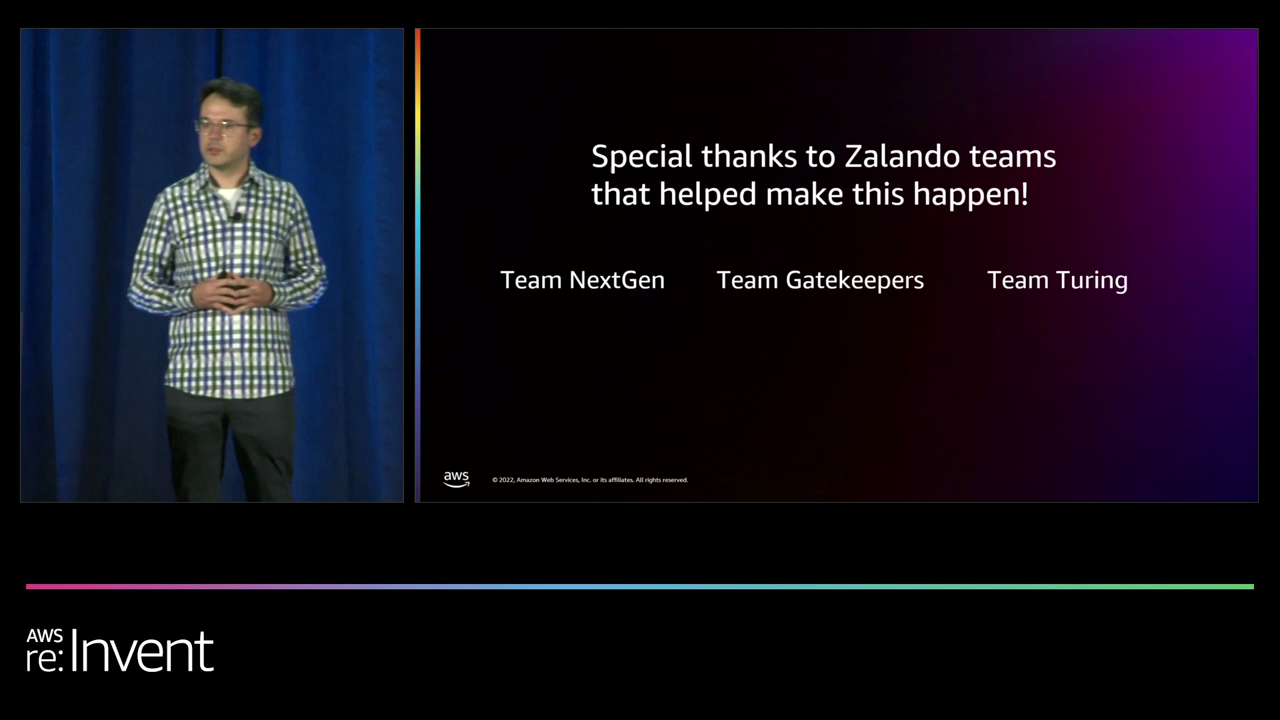 Special thanks to Zalando teams
that helped make this happen!
Team NextGen
Team Gatekeepers
Team Turing
aws
© 2022, Amazon Web Services, Inc. or its affiliates. All rights reserved.
AWS
re:Invent